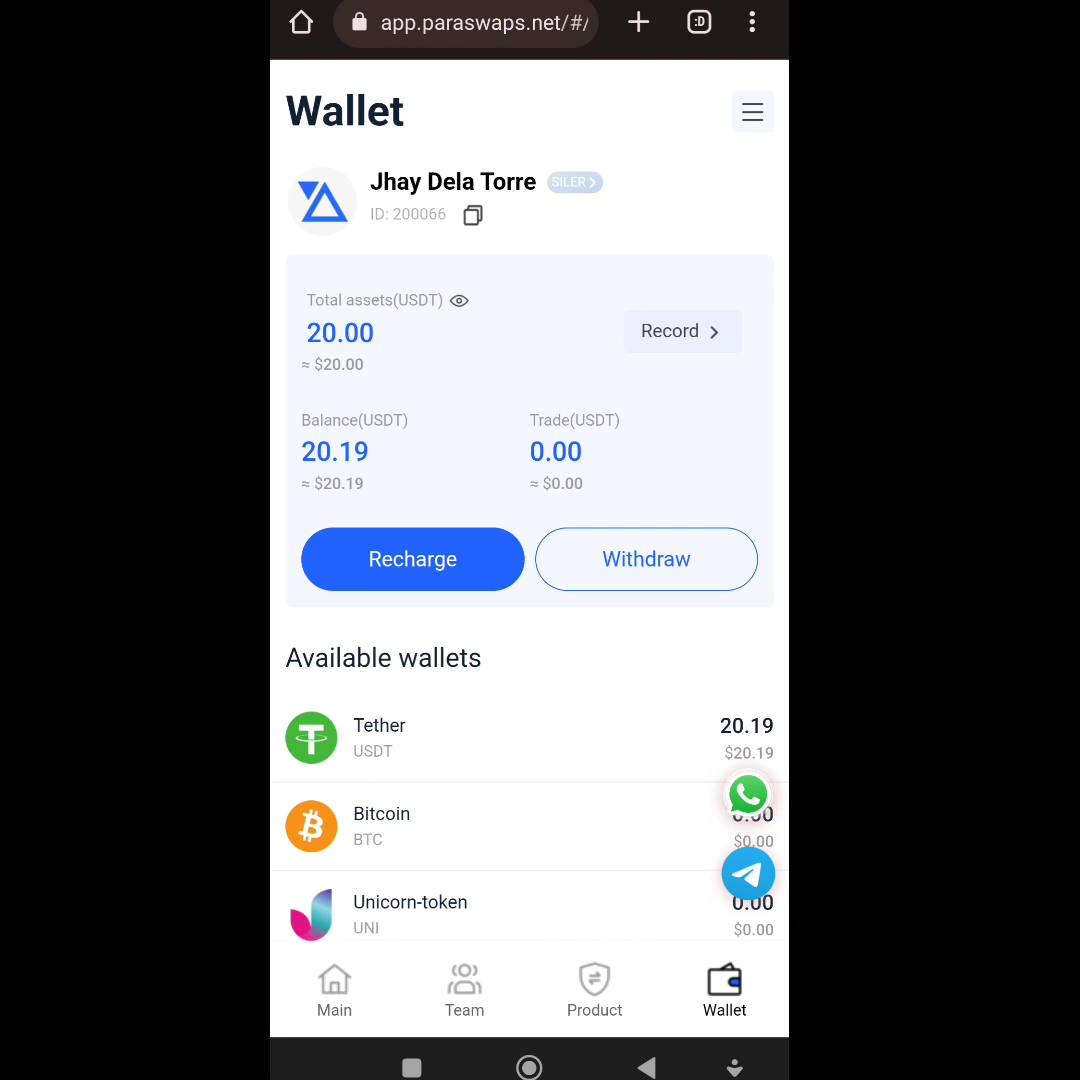 app.paraswaps.net/#/
:D
Wallet
Jhay Dela Torre SILER
ID: 200066
Total assets(USDT)
20.00
Record
≈ $20.00
Balance(USDT) Trade(USDT)
20.19 0.00
≈ $20.19 ≈ $0.00
Recharge Withdraw
Available wallets
Tether 20.19
USDT $20.19
Bitcoin 0.00
BTC $0.00
Unicorn-token 0.00
UNI $0.00
Main Team Product Wallet